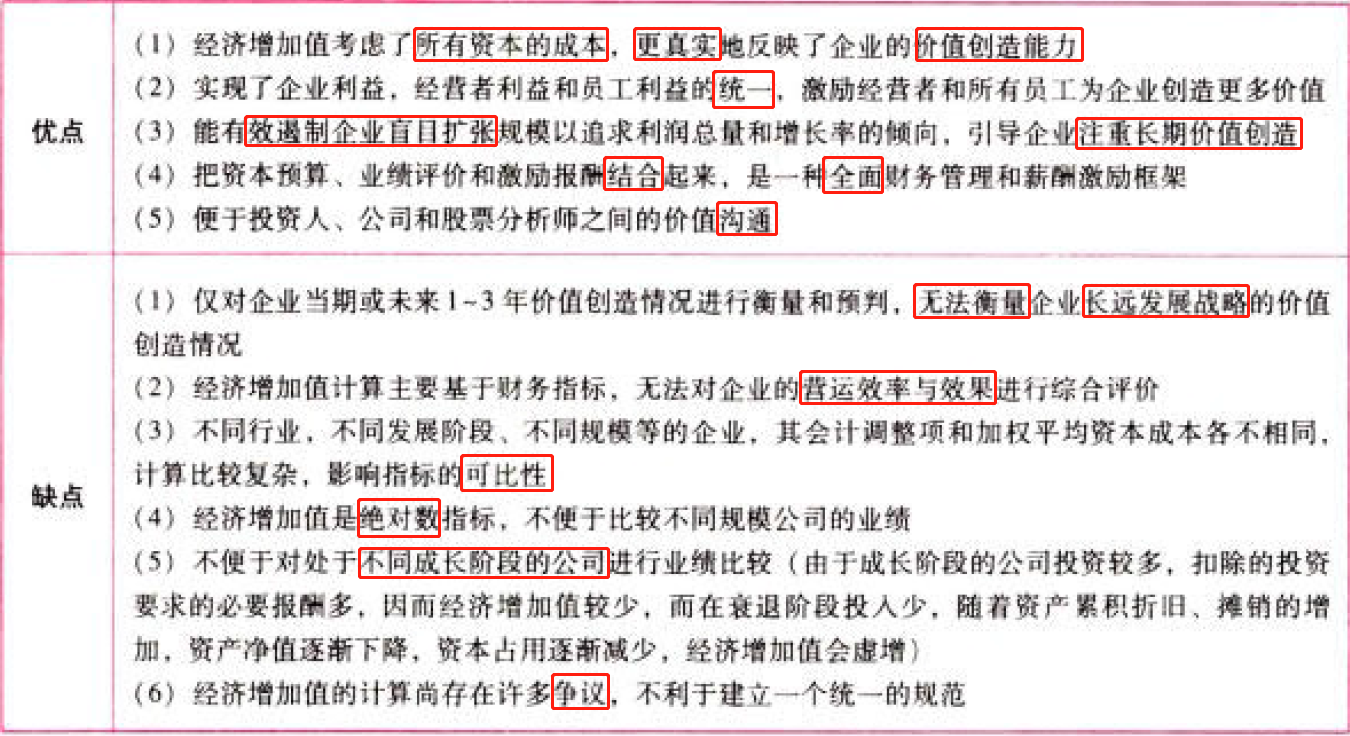 优点
(1) 经济增加值考虑了所有资本的成本，更真实地反映了企业的价值创造能力
(2) 实现了企业利益，经营者利益和员工利益的统一，激励经营者和所有员工为企业创造更多价值
(3) 能有效遏制企业盲目扩张规模以追求利润总量和增长率的倾向，引导企业注重长期价值创造
(4) 把资本预算、业绩评价和激励报酬结合起来，是一种全面财务管理和薪酬激励框架
(5) 便于投资人、公司和股票分析师之间的价值沟通
缺点
(1) 仅对企业当期或未来1~3年价值创造情况进行衡量和预判，无法衡量企业长远发展战略的价值
创造情况
(2) 经济增加值计算主要基于财务指标，无法对企业的营运效率与效果进行综合评价
(3) 不同行业，不同发展阶段、不同规模等的企业，其会计调整项和加权平均资本成本各不相同，
计算比较复杂，影响指标的可比性
(4) 经济增加值是绝对数指标，不便于比较不同规模公司的业绩
(5) 不便于对处于不同成长阶段的公司进行业绩比较（由于成长阶段的公司投资较多，扣除的投资
要求的必要报酬多，因而经济增加值较少，而在衰退阶段投入少，随着资产累积折旧、摊销的增
加，资产净值逐渐下降，资本占用逐渐减少，经济增加值会虚增）
(6) 经济增加值的计算尚存在许多争议，不利于建立一个统一的规范